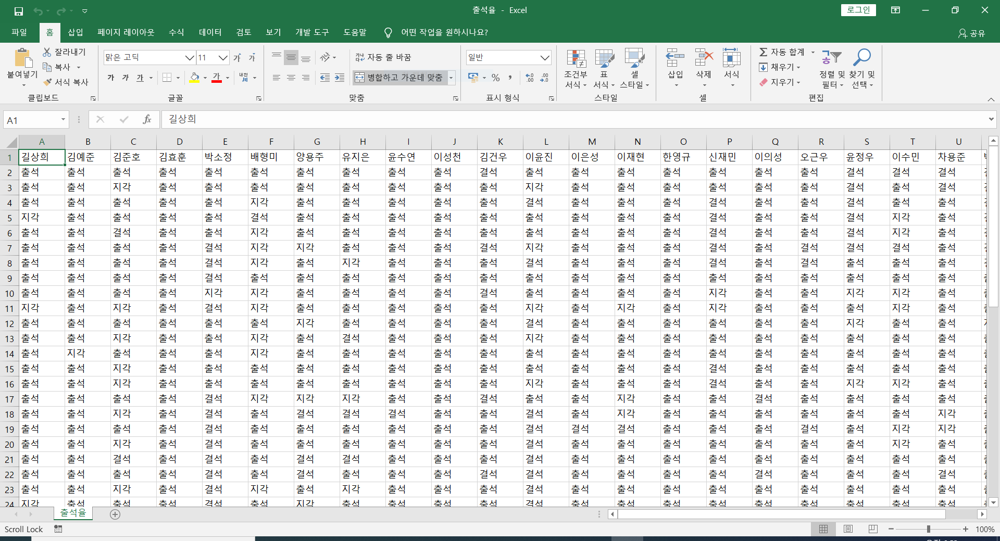 출석율 - Excel
로그인
파일 홈 삽입 페이지 레이아웃 수식 데이터 검토 보기 개발 도구 도움말 어떤 작업을 원하시나요? 공유
붙여넣기
잘라내기
복사
서식 복사
클립보드
맑은 고딕 11 가 가
가 가 가 가 내천
글꼴
가나다 자동 줄 바꿈
병합하고 가운데 맞춤
맞춤
일반
%
표시 형식
조건부 서식
표 서식
셀 스타일
스타일
삽입 삭제 서식
셀
자동 합계
채우기
지우기
정렬 및 필터
찾기 및 선택
편집
A1 fx 길상희
A B C D E F G H I J K L M N O P Q R S T U
1 길상희 김예준 김준호 김효훈 박소정 배형미 양용주 유지은 윤수연 이성천 김건우 이윤진 이은성 이재현 한영규 신재민 이의성 오근우 윤정우 이수민 차용준
2 출석 출석 출석 출석 출석 출석 출석 출석 출석 출석 결석 출석 출석 출석 출석 출석 출석 출석 결석 결석 결석
3 출석 출석 지각 출석 출석 출석 출석 출석 출석 출석 출석 지각 출석 출석 출석 출석 출석 출석 결석 출석 결석
4 출석 출석 출석 출석 출석 지각 출석 출석 출석 출석 출석 결석 출석 출석 출석 결석 출석 출석 결석 출석 출석
5 지각 출석 출석 출석 출석 결석 출석 출석 출석 출석 출석 출석 출석 출석 출석 결석 출석 출석 결석 지각 출석
6 출석 출석 결석 출석 출석 지각 출석 출석 출석 출석 출석 출석 출석 출석 출석 결석 출석 출석 결석 지각 출석
7 출석 출석 출석 출석 결석 지각 지각 출석 출석 출석 결석 지각 출석 출석 출석 결석 출석 결석 결석 결석 출석
8 출석 출석 출석 출석 결석 지각 출석 지각 출석 출석 출석 결석 출석 출석 출석 결석 출석 결석 출석 출석 출석
9 출석 출석 출석 출석 결석 출석 출석 출석 출석 출석 출석 출석 출석 출석 출석 출석 출석 출석 출석 출석 출석
10 출석 출석 출석 출석 지각 지각 출석 출석 출석 출석 결석 출석 출석 출석 출석 지각 출석 출석 지각 지각 출석
11 지각 출석 지각 출석 결석 지각 출석 출석 출석 출석 출석 지각 출석 지각 출석 지각 출석 출석 출석 지각 출석
12 출석 출석 출석 출석 출석 출석 지각 출석 출석 출석 출석 결석 출석 출석 출석 출석 출석 출석 지각 출석 출석
13 출석 출석 지각 출석 출석 지각 출석 결석 출석 출석 출석 지각 출석 출석 출석 출석 출석 출석 출석 출석 출석
14 출석 지각 출석 출석 출석 지각 출석 출석 출석 출석 출석 출석 출석 출석 출석 출석 출석 출석 출석 출석 출석
15 출석 출석 지각 출석 출석 출석 출석 출석 출석 출석 출석 출석 출석 출석 출석 결석 출석 출석 출석 출석 출석
16 출석 출석 지각 출석 출석 출석 출석 출석 출석 출석 출석 지각 출석 출석 출석 결석 출석 출석 지각 지각 출석
17 출석 출석 출석 출석 결석 지각 지각 지각 출석 출석 결석 출석 출석 지각 출석 출석 결석 출석 출석 출석 출석
18 출석 출석 지각 출석 결석 출석 결석 결석 결석 출석 출석 결석 출석 지각 출석 출석 출석 출석 출석 출석 지각
19 출석 출석 출석 출석 결석 출석 출석 출석 출석 출석 출석 결석 결석 결석 출석 출석 출석 결석 출석 지각 지각
20 출석 출석 지각 출석 결석 출석 출석 출석 출석 출석 출석 결석 출석 출석 출석 출석 출석 출석 출석 지각 출석
21 출석 출석 결석 출석 결석 출석 결석 결석 출석 출석 출석 결석 출석 출석 출석 출석 출석 출석 출석 출석 출석
22 출석 출석 출석 출석 결석 출석 결석 출석 출석 출석 결석 결석 출석 출석 출석 출석 결석 출석 출석 출석 결석
23 출석 출석 지각 출석 결석 지각 출석 지각 출석 출석 출석 결석 출석 출석 출석 출석 출석 출석 출석 출석 출석
24 지각 출석 출석 출석 결석 출석 지각 출석 출석 출석 출석 결석 출석 출석 출석 출석 출석 출석 출석 출석 출석
출석율
Scroll Lock 100%